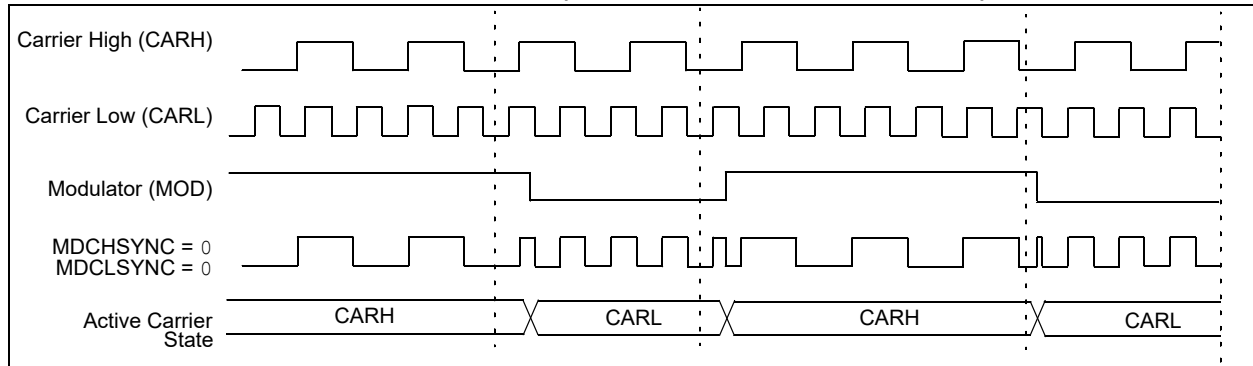 Carrier High (CARH)
Carrier Low (CARL)
Modulator (MOD)
MDCHSYNC = 0
MDCLSYNC = 0
Active Carrier
State
CARH
CARL
CARH
CARL